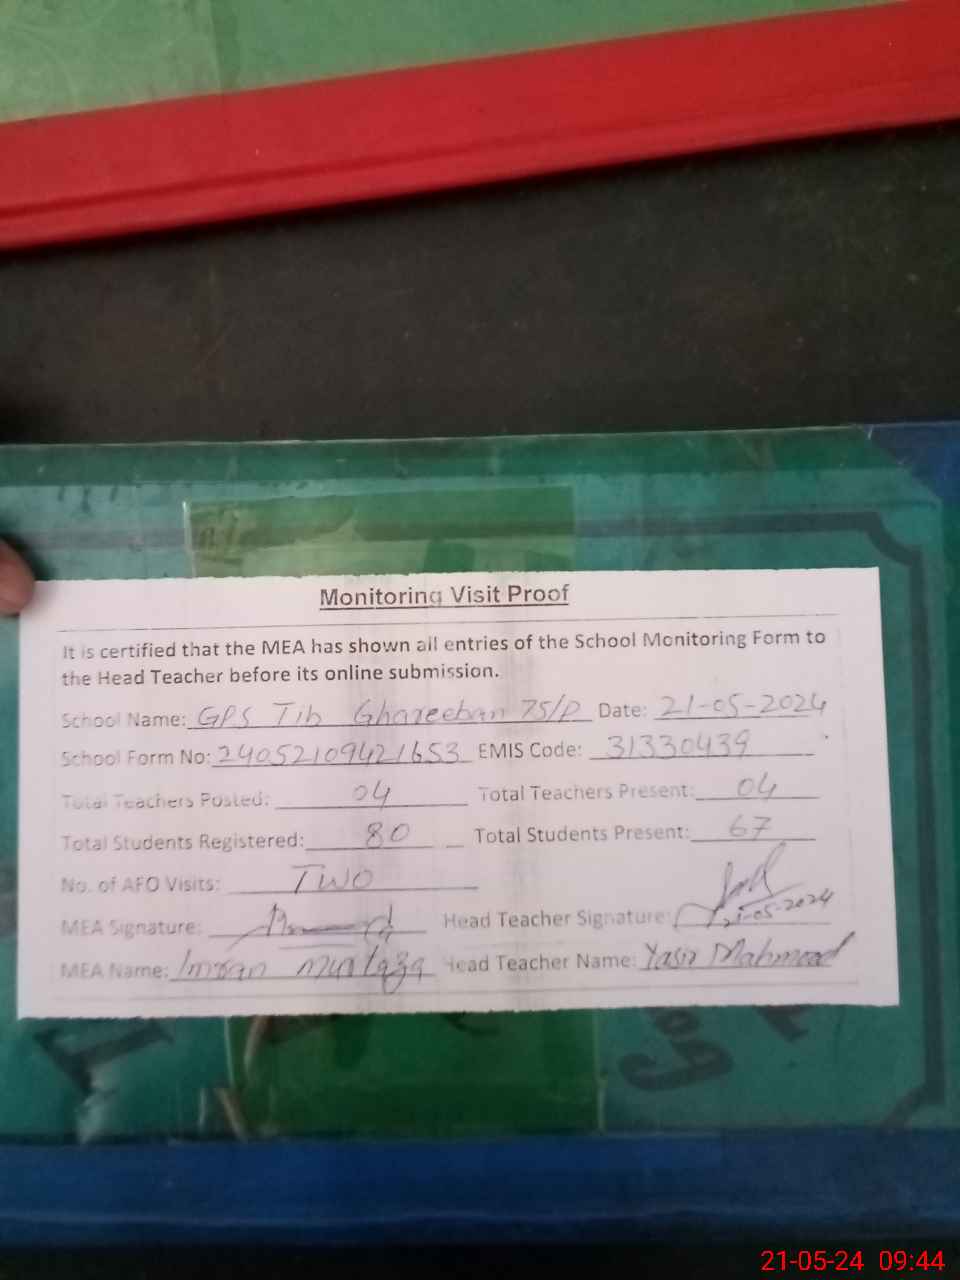 Monitoring Visit Proof
It is certified that the MEA has shown all entries of the School Monitoring Form to
the Head Teacher before its online submission.
School Name: GPS Tib Ghareeban 75/P Date: 21-05-2024
School Form No: 24052109421653 EMIS Code: 31330439
Total Teachers Posted: 04 Total Teachers Present: 04
Total Students Registered: 80 Total Students Present: 67
No. of AFO Visits: TWO
MEA Signature: Head Teacher Signature: 21-05-2024
MEA Name: Imran Murtaza Head Teacher Name: Yasir Mahmood
21-05-24 09:44